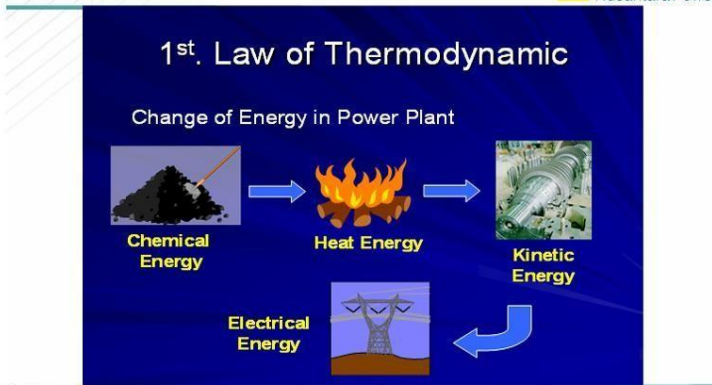 1st. Law of Thermodynamic
Change of Energy in Power Plant
Chemical
Energy
Heat Energy
Kinetic
Energy
Electrical
Energy